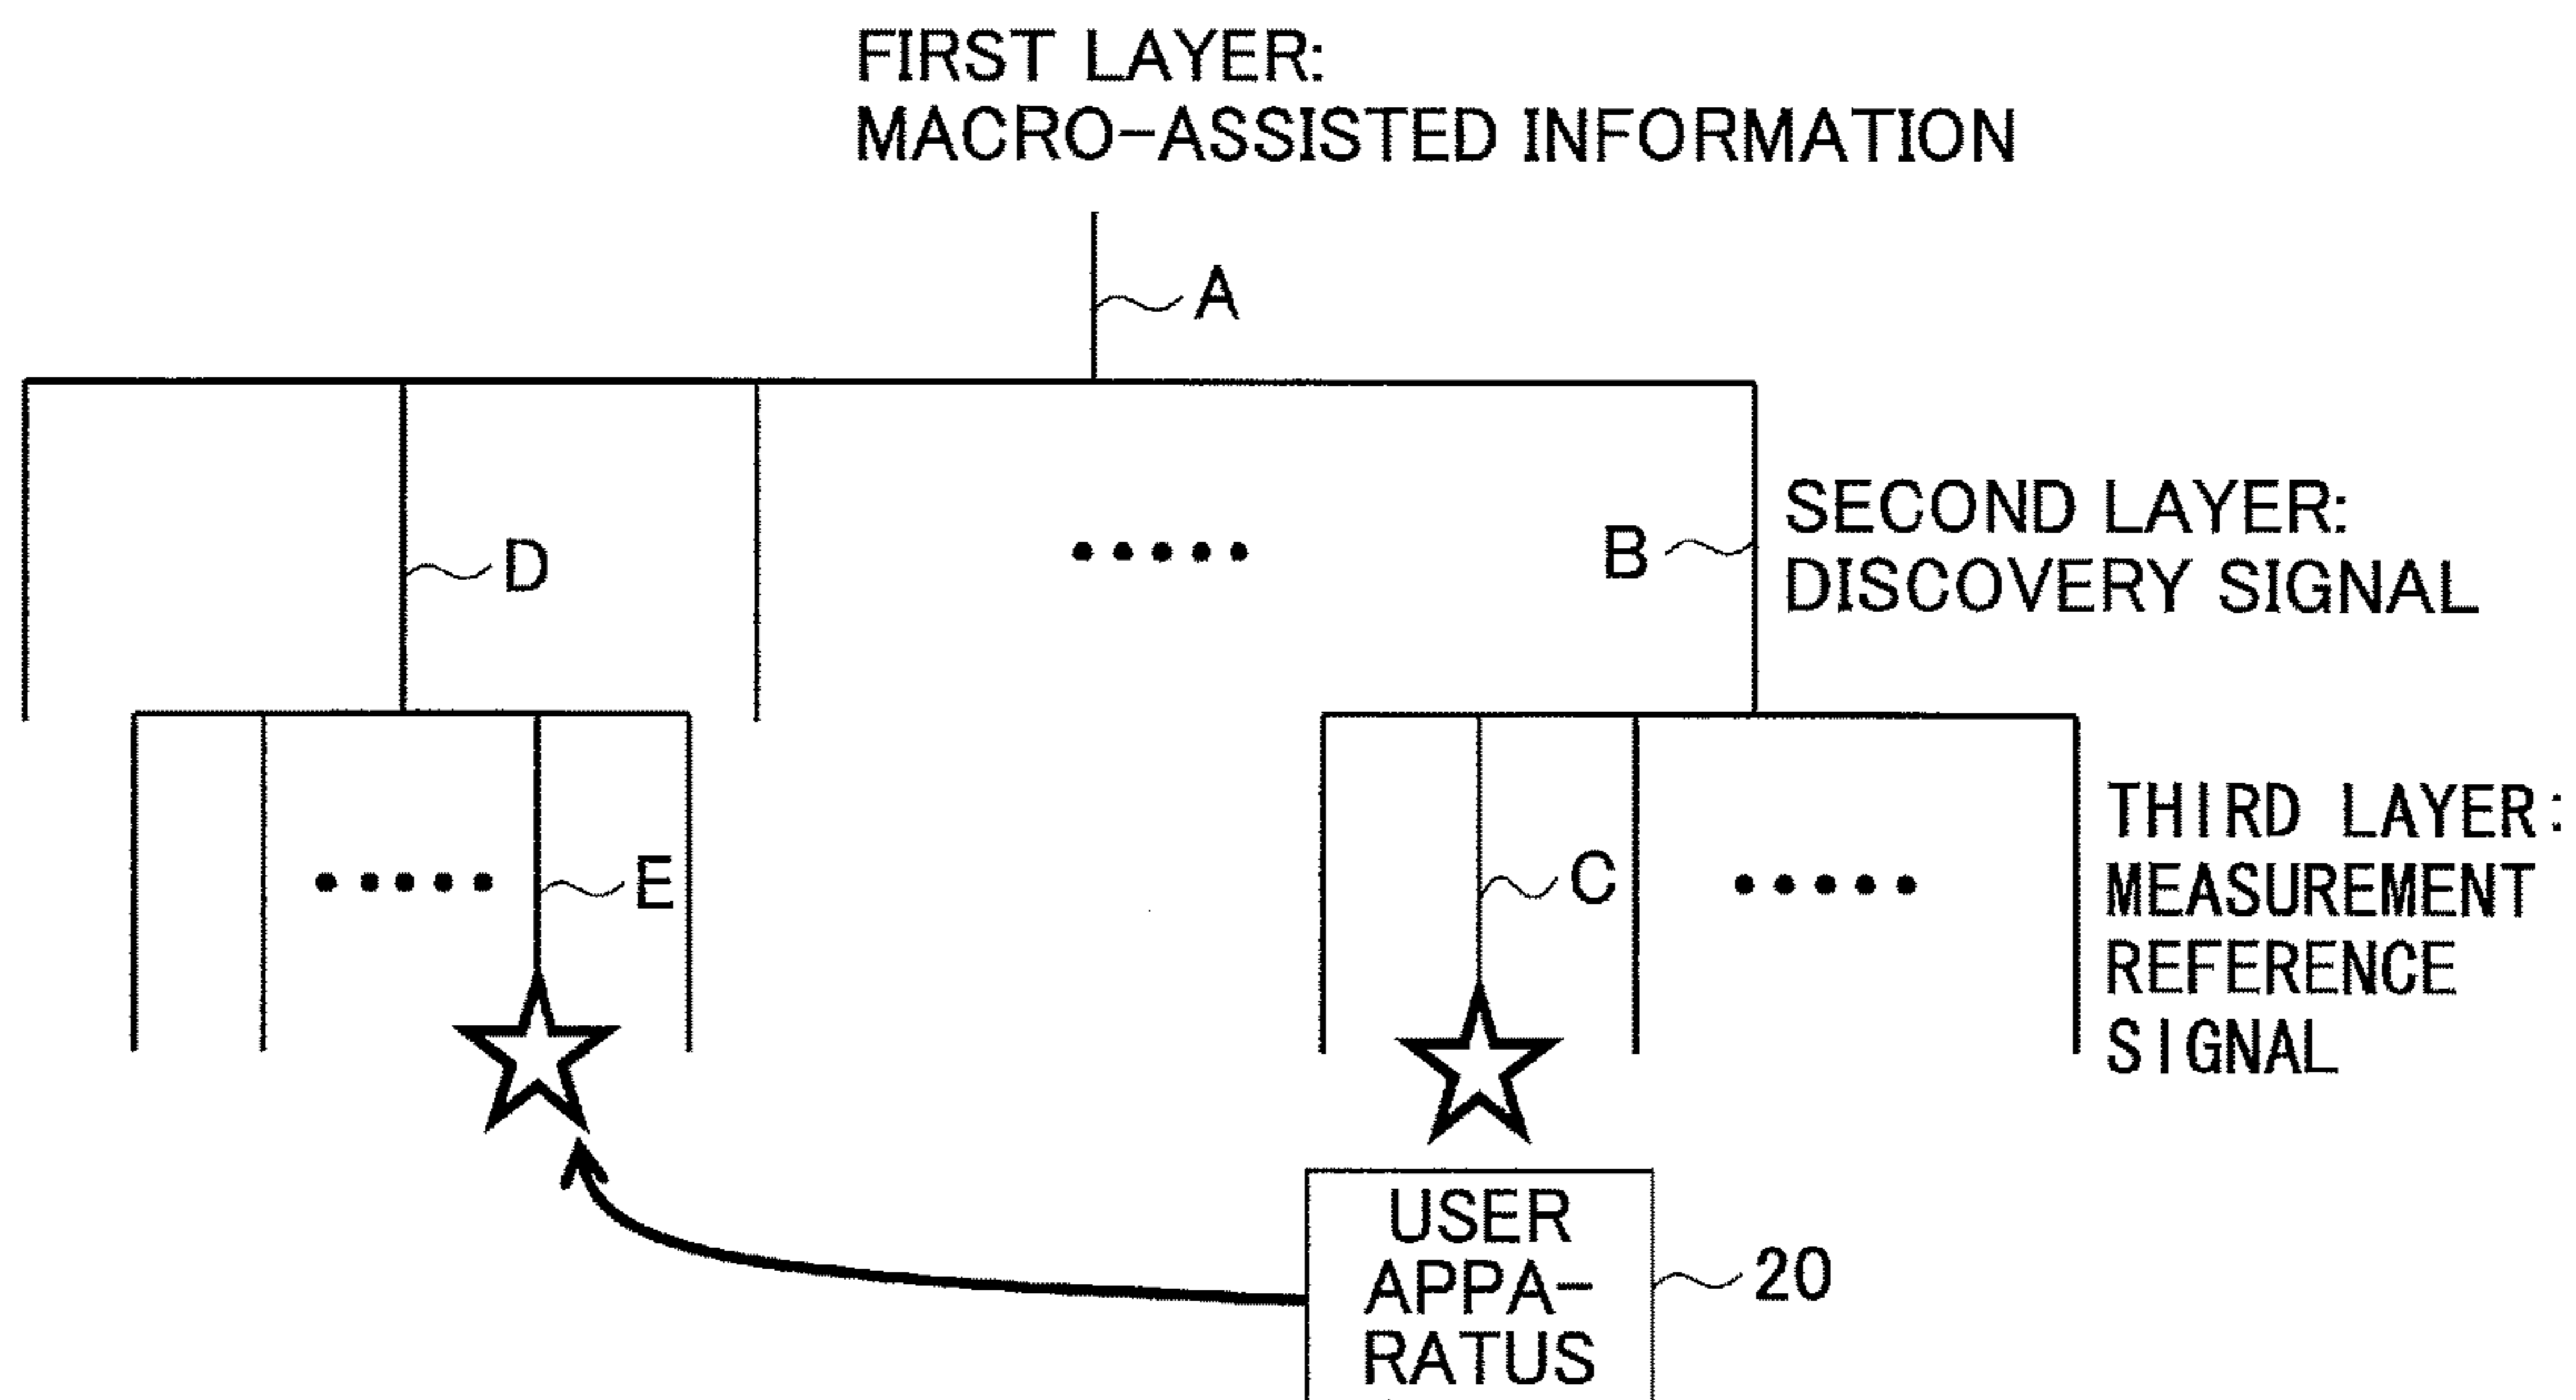 FIRST LAYER:
MACRO-ASSISTED INFORMATION
A
SECOND LAYER:
DISCOVERY SIGNAL
B
D
THIRD LAYER:
MEASUREMENT
REFERENCE
SIGNAL
E
C
USER
APPA-
RATUS
20